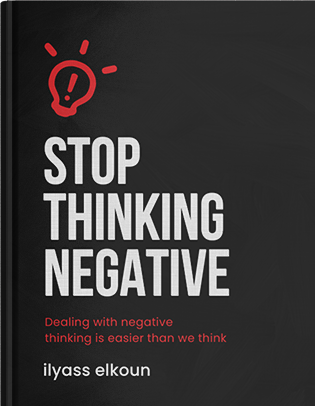 STOP
THINKING
NEGATIVE
Dealing with negative
thinking is easier than we think
ilyass elkoun